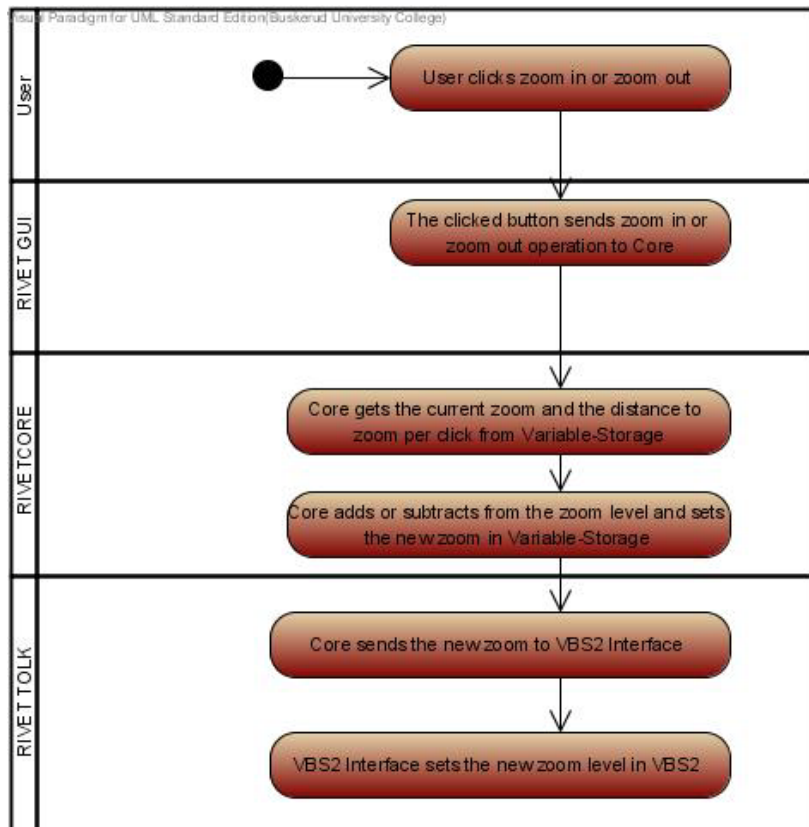 Visual Paradigm for UML Standard Edition(Buskerud University College)
User
User clicks zoom in or zoom out
RIVET GUI
The clicked button sends zoom in or
zoom out operation to Core
RIVETCORE
Core gets the current zoom and the distance to
zoom per click from Variable-Storage
Core adds or subtracts from the zoom level and sets
the new zoom in Variable-Storage
RIVET TOLK
Core sends the new zoom to VBS2 Interface
VBS2 Interface sets the new zoom level in VBS2